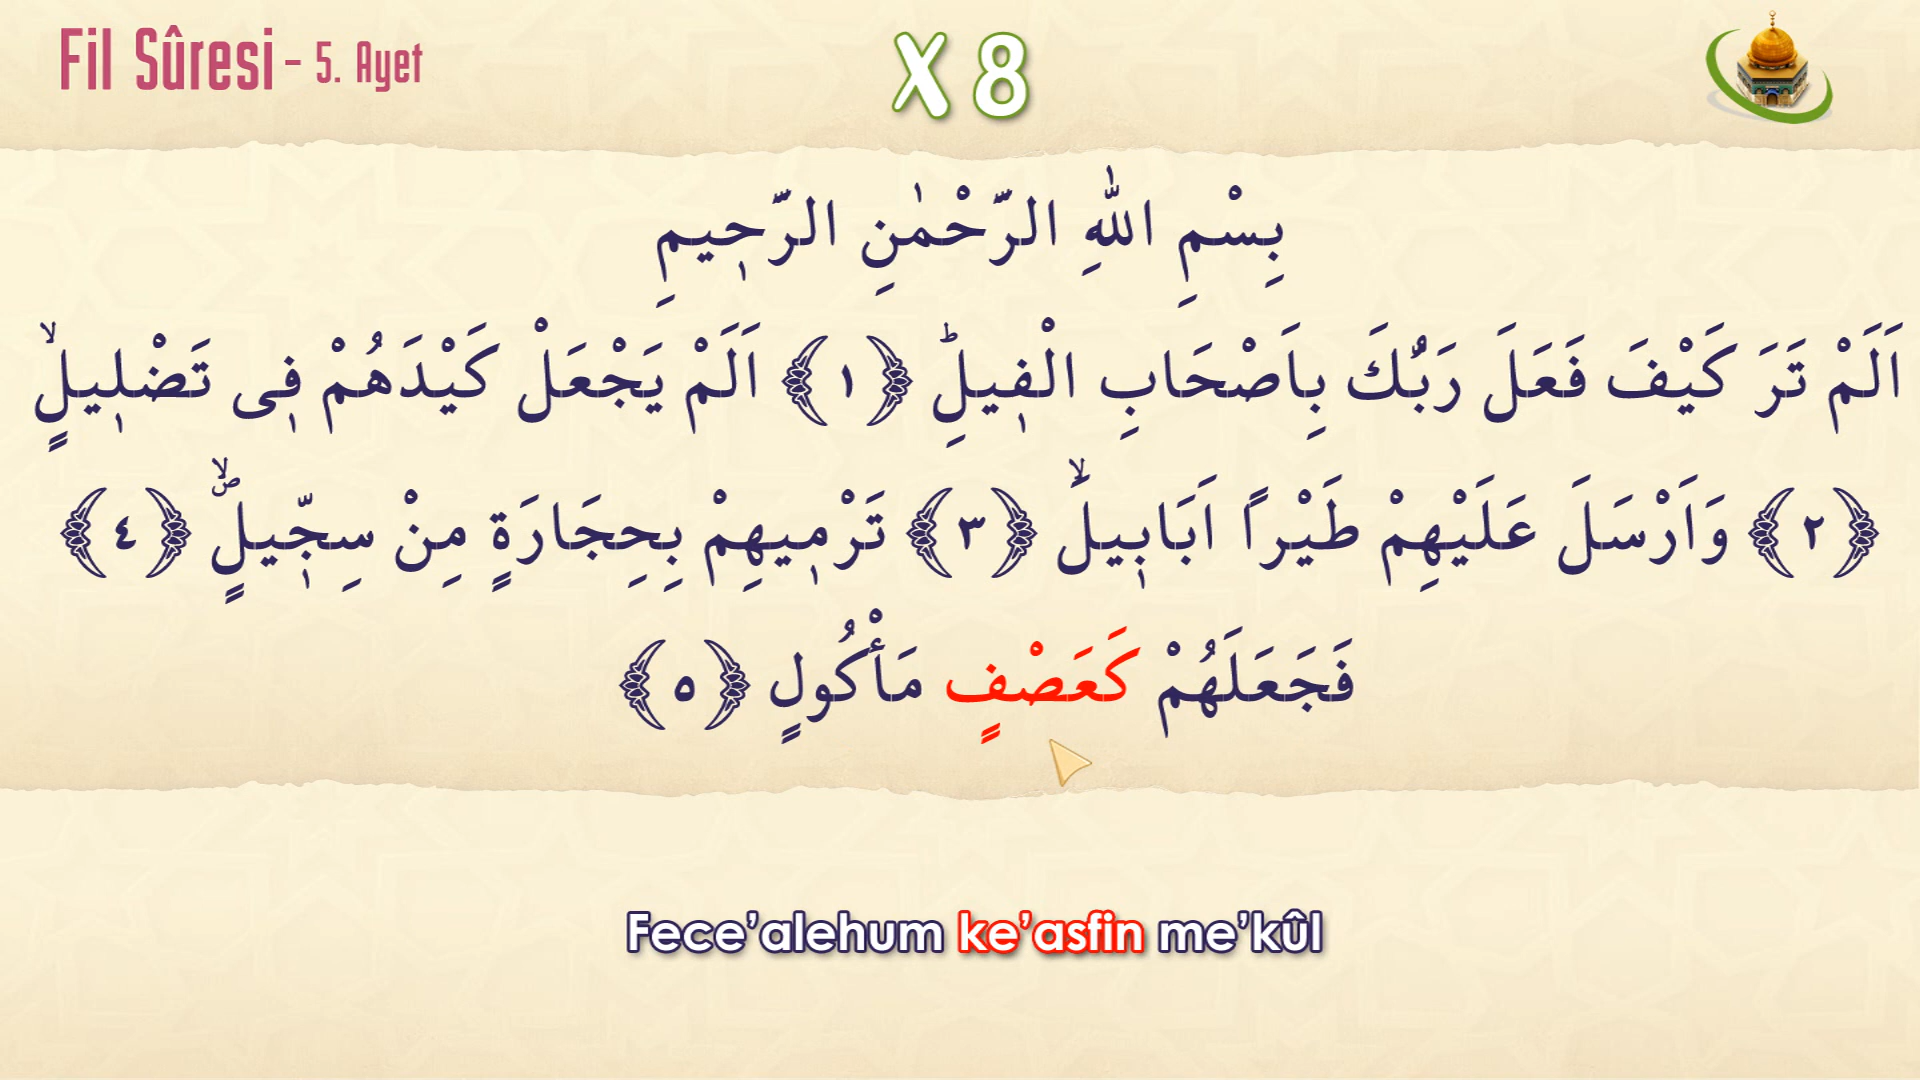 Fil Sûresi - 5. Ayet
X 8
بِسْمِ اللّٰهِ الرَّحْمٰنِ الرَّح۪يمِ
اَلَمْ تَرَ كَيْفَ فَعَلَ رَبُّكَ بِاَصْحَابِ الْف۪يلِۜ ﴿١﴾ اَلَمْ يَجْعَلْ كَيْدَهُمْ ف۪ى تَضْل۪يلٍۙ
﴿٢﴾ وَاَرْسَلَ عَلَيْهِمْ طَيْراً اَبَاب۪يلَۙ ﴿٣﴾ تَرْم۪يهِمْ بِحِجَارَةٍ مِنْ سِجّ۪يلٍۙۖ ﴿٤﴾
فَجَعَلَهُمْ كَعَصْفٍ مَأْكُولٍ ﴿٥﴾
Fece’alehum ke’asfin me’kûl